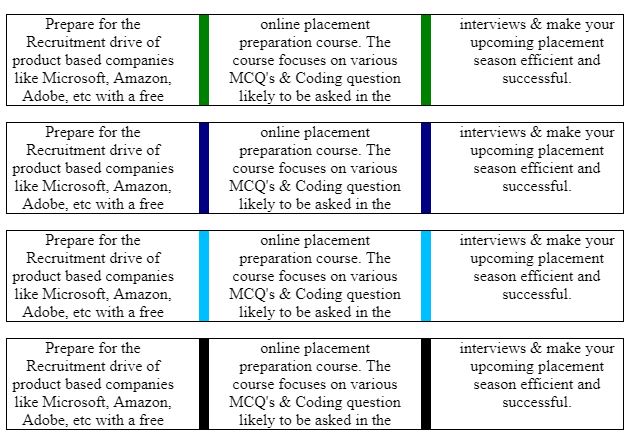 Prepare for the
Recruitment drive of
product based companies
like Microsoft, Amazon,
Adobe, etc with a free
online placement
preparation course. The
course focuses on various
MCQ's & Coding question
likely to be asked in the
interviews & make your
upcoming placement
season efficient and
successful.
Prepare for the
Recruitment drive of
product based companies
like Microsoft, Amazon,
Adobe, etc with a free
online placement
preparation course. The
course focuses on various
MCQ's & Coding question
likely to be asked in the
interviews & make your
upcoming placement
season efficient and
successful.
Prepare for the
Recruitment drive of
product based companies
like Microsoft, Amazon,
Adobe, etc with a free
online placement
preparation course. The
course focuses on various
MCQ's & Coding question
likely to be asked in the
interviews & make your
upcoming placement
season efficient and
successful.
Prepare for the
Recruitment drive of
product based companies
like Microsoft, Amazon,
Adobe, etc with a free
online placement
preparation course. The
course focuses on various
MCQ's & Coding question
likely to be asked in the
interviews & make your
upcoming placement
season efficient and
successful.